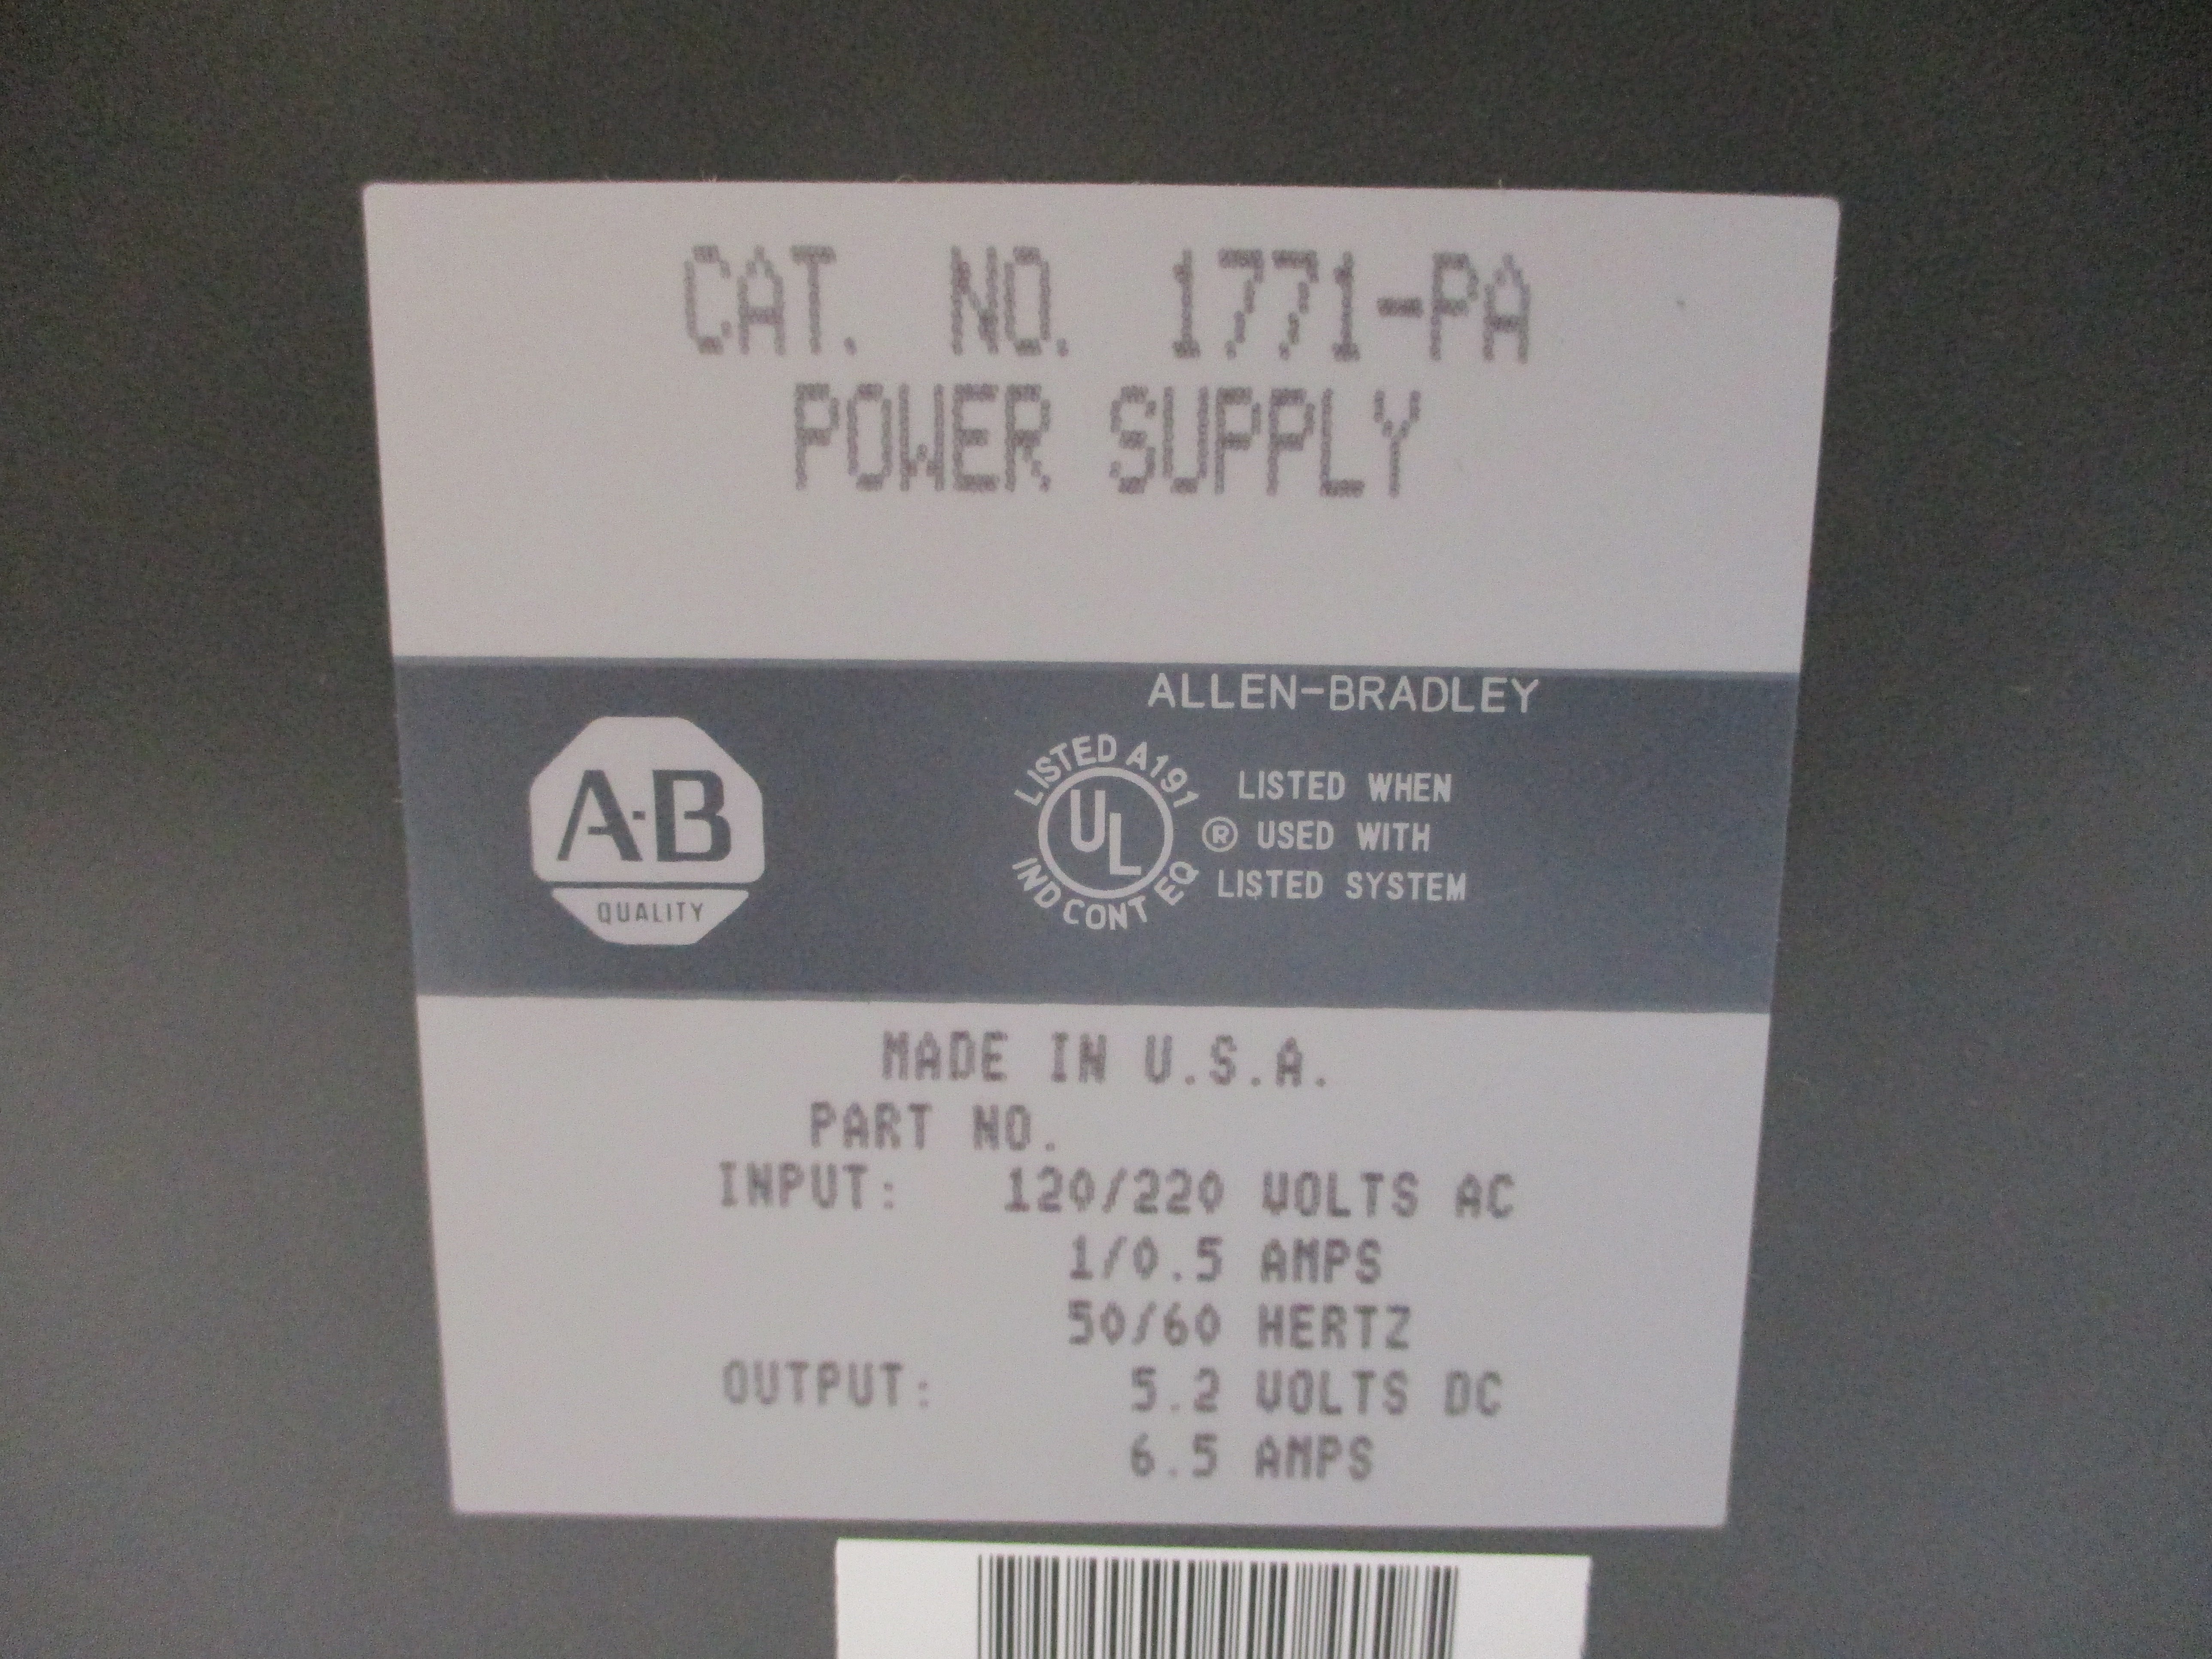 CAT. NO. 1771-PA
POWER SUPPLY
ALLEN-BRADLEY
A-B
QUALITY
LISTED A191
UL
IND CONT EQ
®
LISTED WHEN
USED WITH
LISTED SYSTEM
MADE IN U.S.A.
PART NO.
INPUT: 120/220 VOLTS AC
1/0.5 AMPS
50/60 HERTZ
OUTPUT: 5.2 VOLTS DC
6.5 AMPS